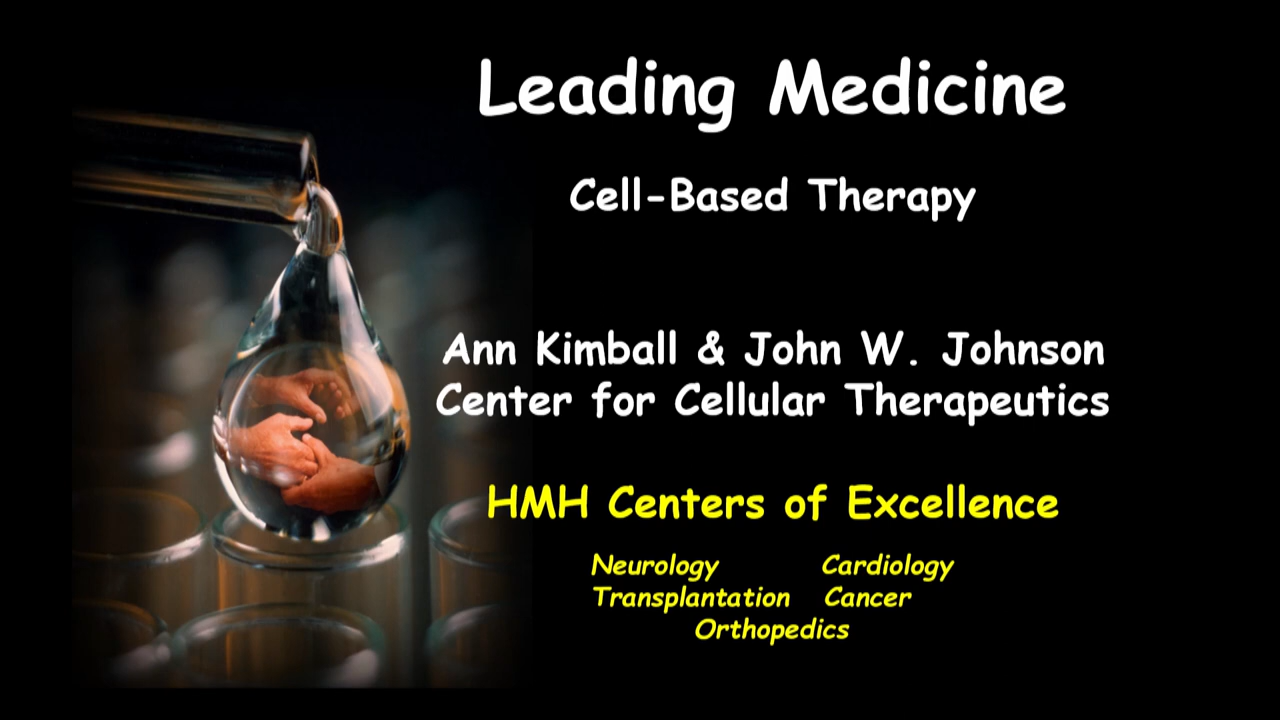 Leading Medicine
Cell-Based Therapy
Ann Kimball & John W. Johnson
Center for Cellular Therapeutics
HMH Centers of Excellence
Neurology Cardiology
Transplantation Cancer
Orthopedics